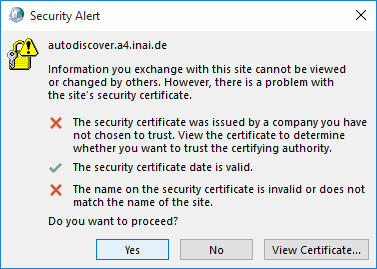 Security Alert
autodiscover.a4.inai.de
Information you exchange with this site cannot be viewed
or changed by others. However, there is a problem with
the site's security certificate.
The security certificate was issued by a company you have
not chosen to trust. View the certificate to determine
whether you want to trust the certifying authority.
The security certificate date is valid.
The name on the security certificate is invalid or does not
match the name of the site.
Do you want to proceed?
Yes No View Certificate...